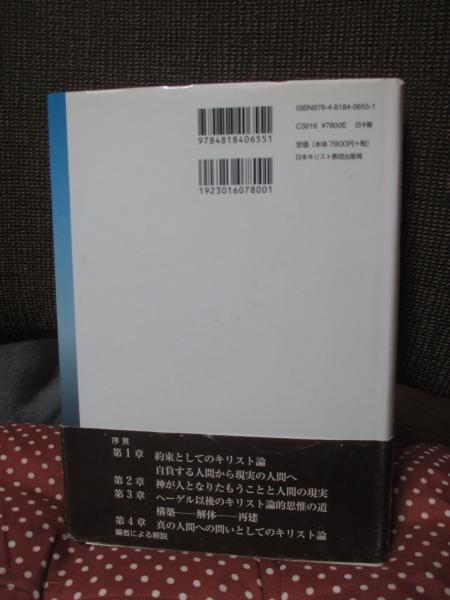 ISBN978-4-8184-0655-1
C3016 ¥7800E 日キ販
定価 (本体7800円+税)
日本キリスト教団出版局
9784818406551
1923016078001
序言
第1章 約束としてのキリスト論
自負する人間から現実の人間へ
第2章 神が人となりたもうことと人間の現実
第3章 ヘーゲル以後のキリスト論的思惟の道
構築──解体──再建
第4章 真の人間への問いとしてのキリスト論
編者による解説